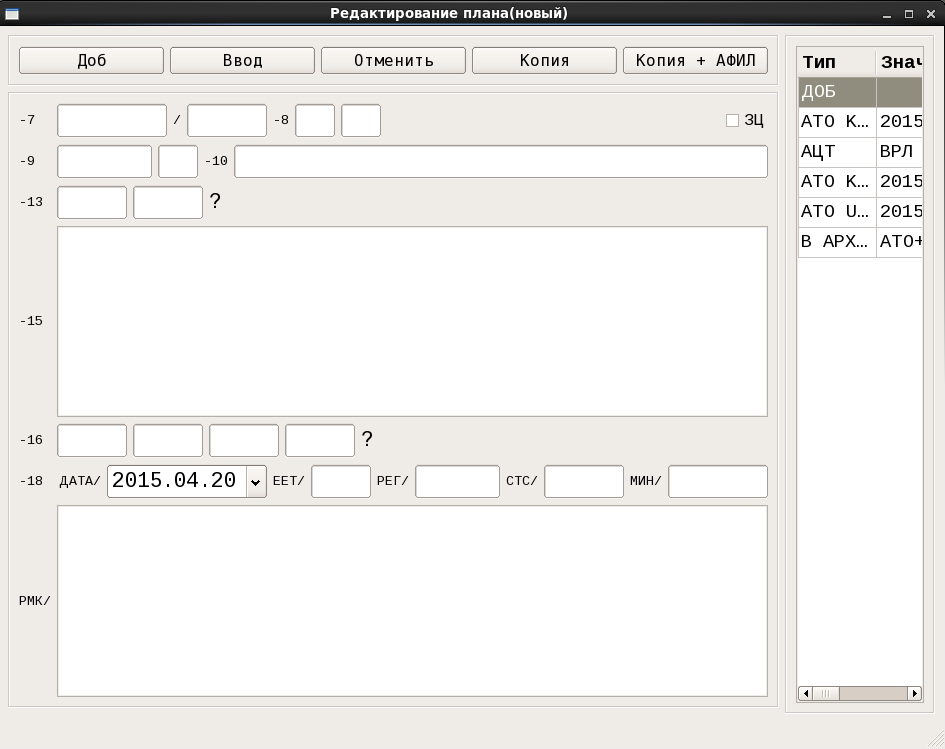 Редактирование плана(новый)
Доб Ввод Отменить Копия Копия + АФИЛ
-7 / -8 ЗЦ
-9 -10
-13 ?
-15
-16 ?
-18 ДАТА/ 2015.04.20 ЕЕТ/ РЕГ/ СТС/ МИН/
РМК/
Тип Знач
ДОБ
АТО К... 2015
АЦТ ВРЛ
АТО К... 2015
АТО U... 2015
В АРХ... АТО+